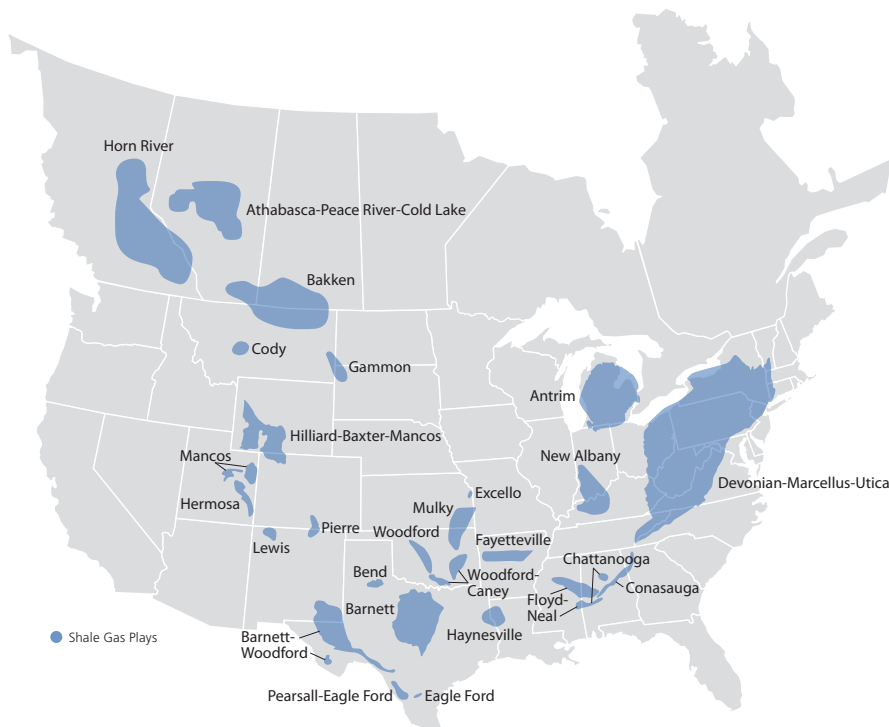 Horn River
Athabasca-Peace River-Cold Lake
Bakken
Cody
Gammon
Antrim
Hilliard-Baxter-Mancos
Mancos
New Albany
Devonian-Marcellus-Utica
Excello
Hermosa
Mulky
Pierre
Woodford
Fayetteville
Lewis
Chattanooga
Bend
Woodford-
Caney
Conasauga
Floyd-
Neal
Barnett
Haynesville
Shale Gas Plays
Barnett-
Woodford
Pearsall-Eagle Ford
Eagle Ford